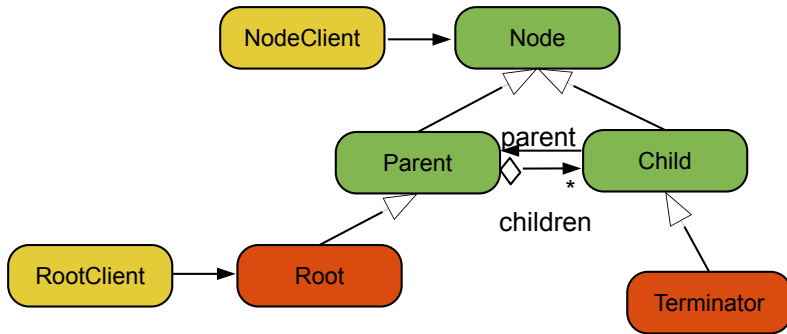 NodeClient
Node
parent
Parent
Child
*
children
RootClient
Root
Terminator